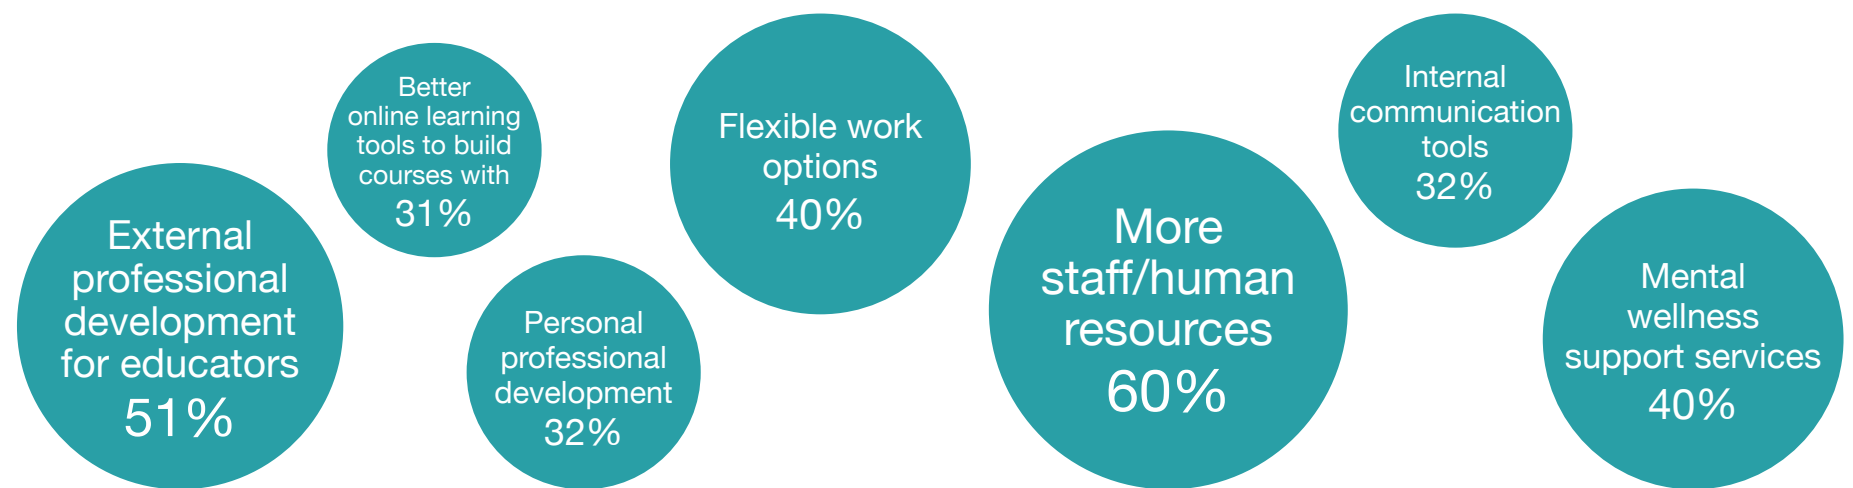 External
professional
development
for educators
51%
Better
online learning
tools to build
courses with
31%
Personal
professional
development
32%
Flexible work
options
40%
More
staff/human
resources
60%
Internal
communication
tools
32%
Mental
wellness
support services
40%